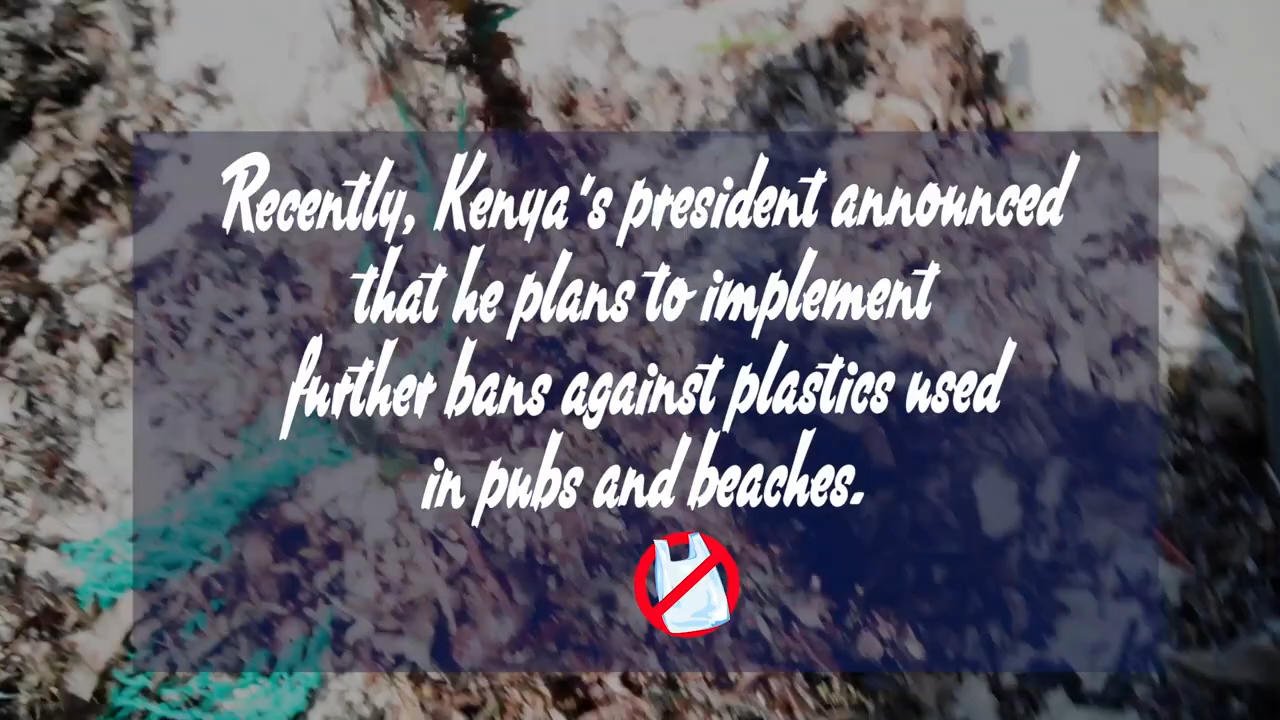 Recently, Kenya's president announced
that he plans to implement
further bans against plastics used
in pubs and beaches.